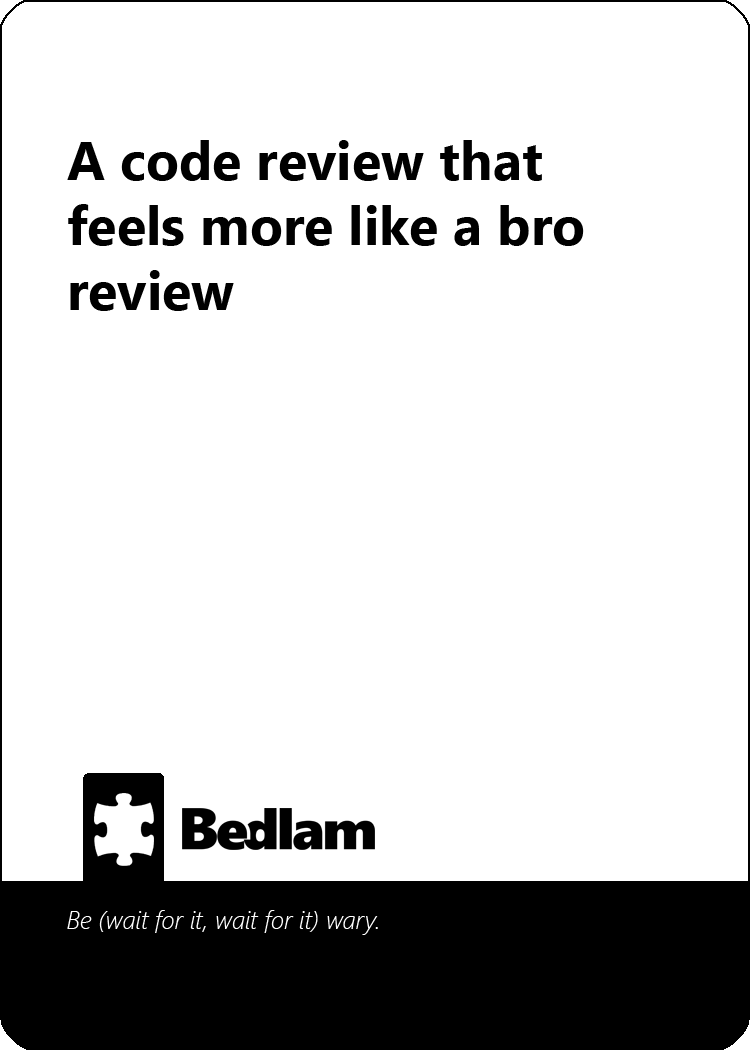 A code review that
feels more like a bro
review
Bedlam
Be (wait for it, wait for it) wary.